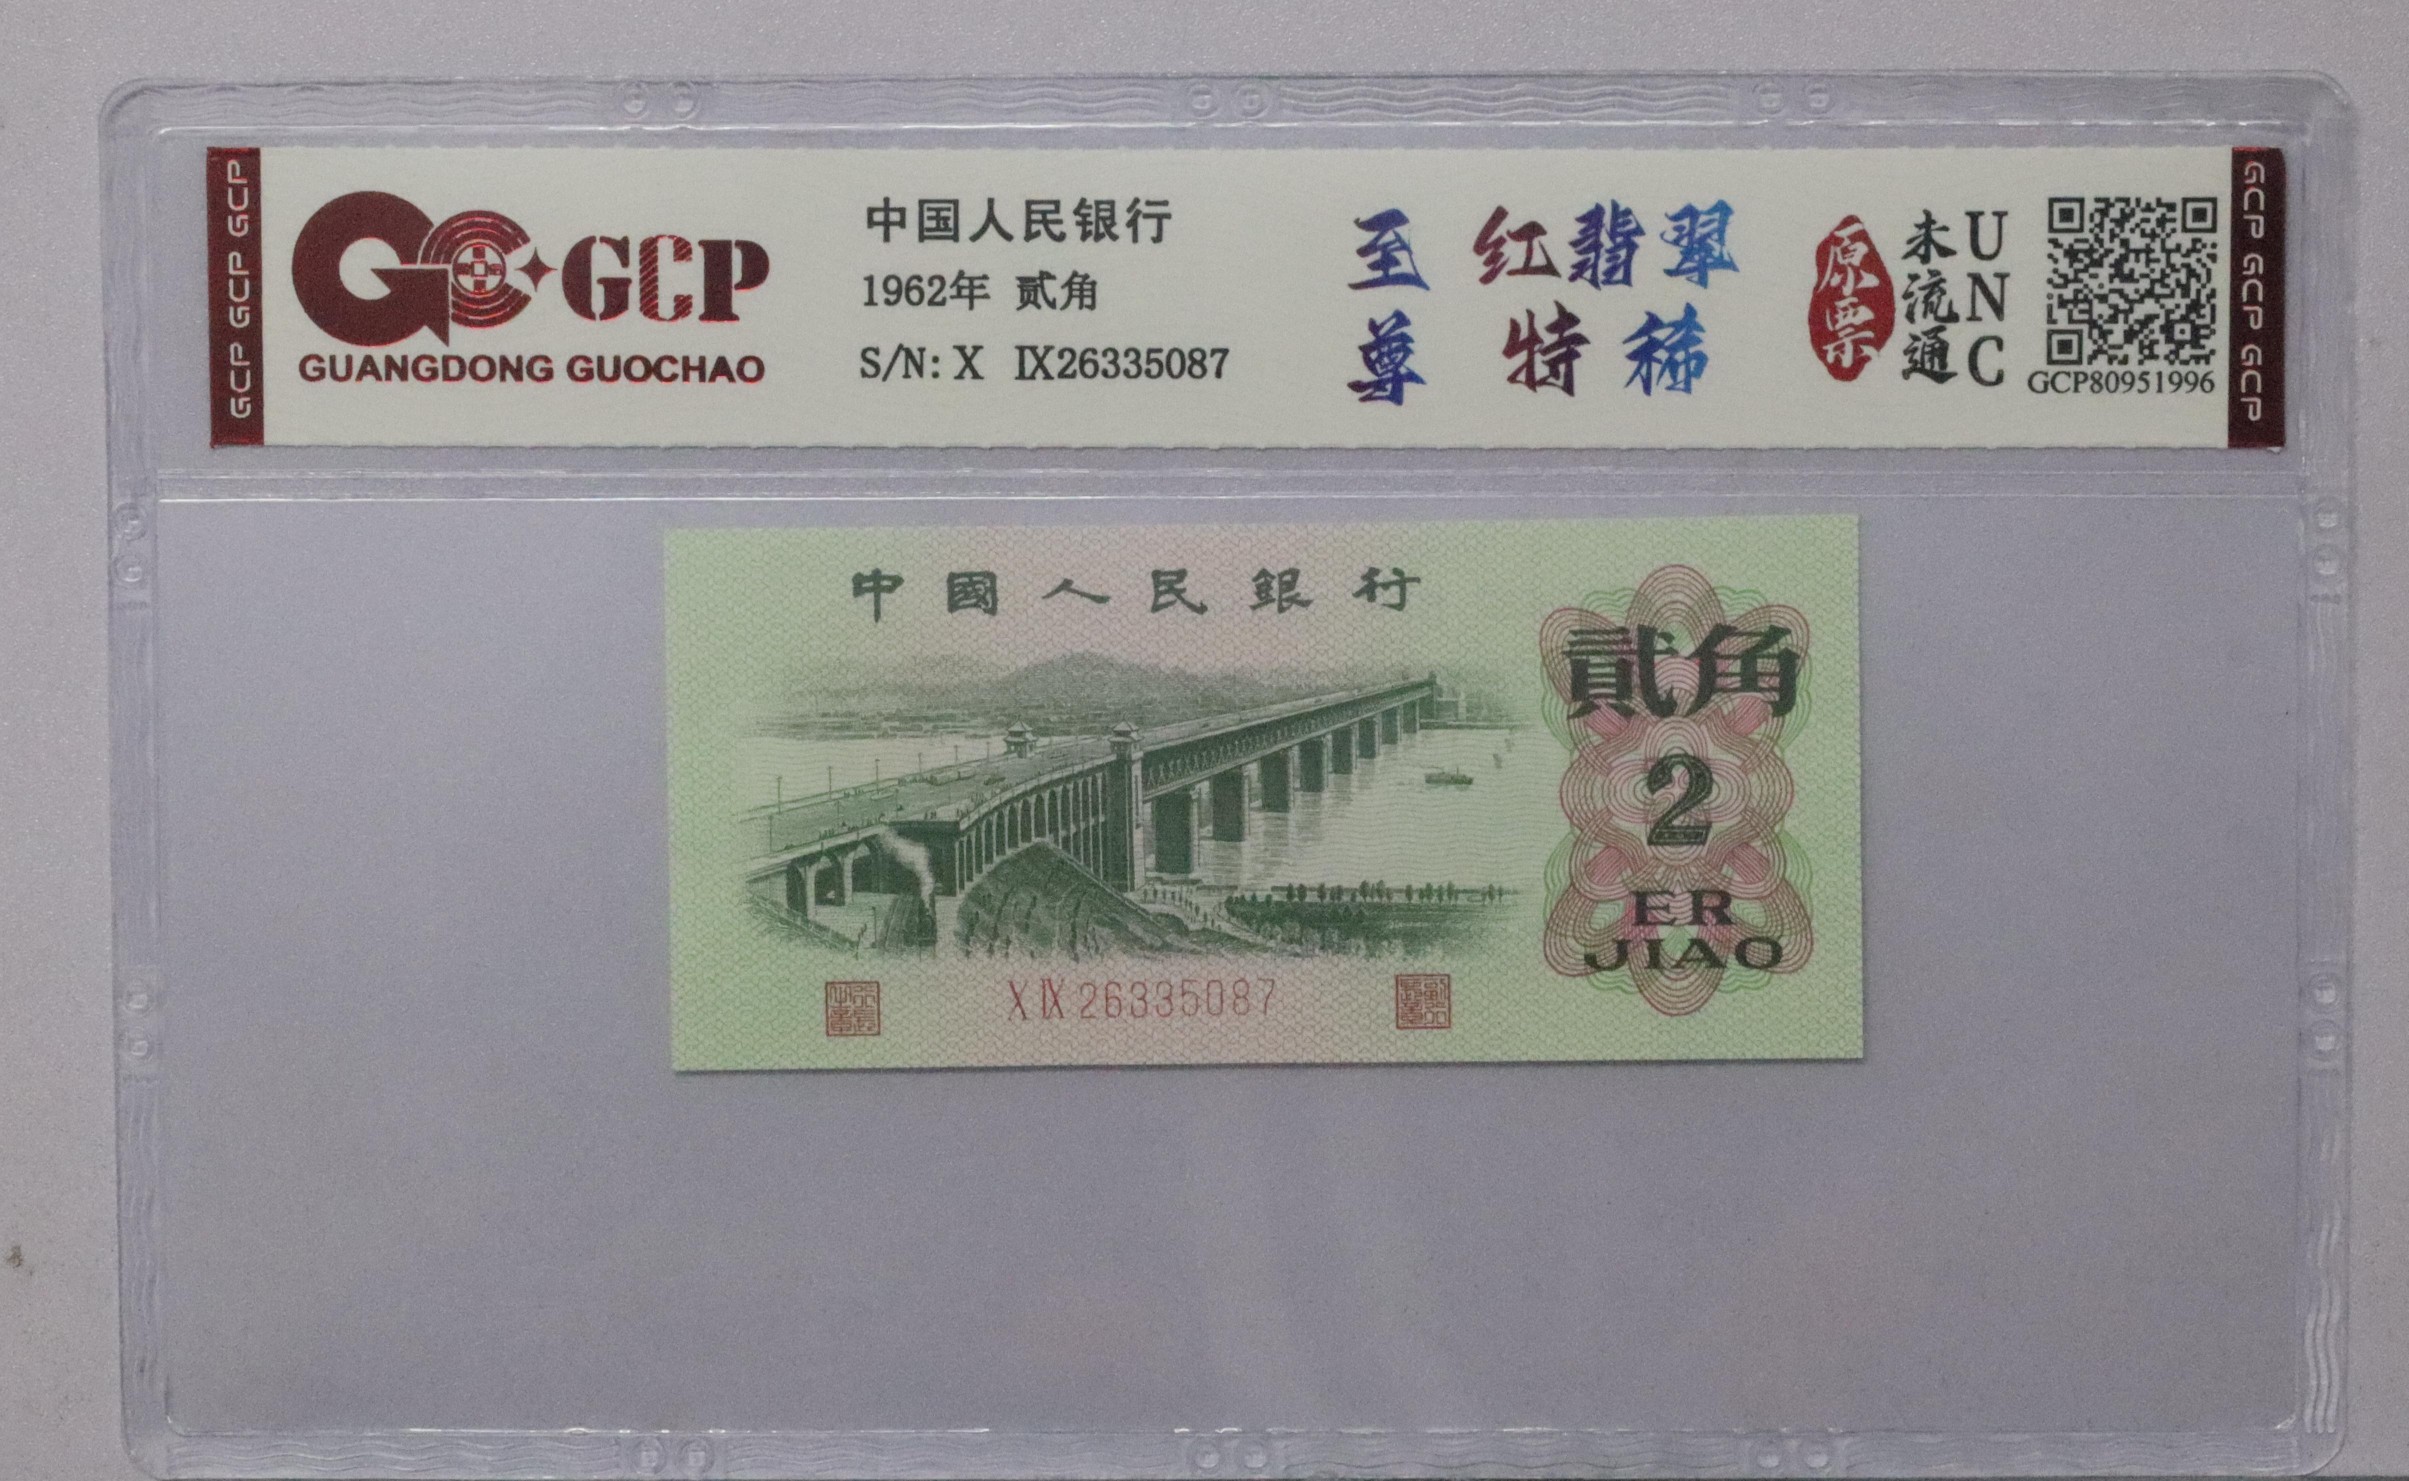 GCP GCP GCP
GCP
GUANGDONG GUOCHAO
中国人民银行
1962年 贰角
S/N: X IX26335087
至尊
红翡翠
特稀
原票
未流通
UNC
GCP80951996
GCP GCP GCP
中國人民銀行
貳角
2
ER
JIAO
X IX 26335087